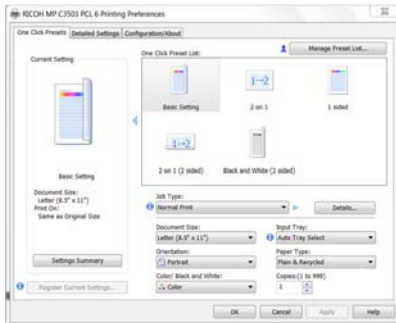 RICOH MP C3503 PCL 6 Printing Preferences
One Click Presets
Detailed Settings
Configuration/About
Current Setting
One Click Preset List:
Manage Preset List...
Basic Setting
2 on 1
1 sided
2 on 1 (2 sided)
Black and White (2 sided)
Basic Setting
Document Size:
Letter (8.5" x 11")
Print On:
Same as Original Size
Settings Summary
Register Current Settings...
Job Type:
Normal Print
Details...
Document Size:
Letter (8.5" x 11")
Input Tray:
Auto Tray Select
Orientation:
Portrait
Paper Type:
Plain & Recycled
Color/ Black and White:
Color
Copies:(1 to 999)
1
OK
Cancel
Apply
Help